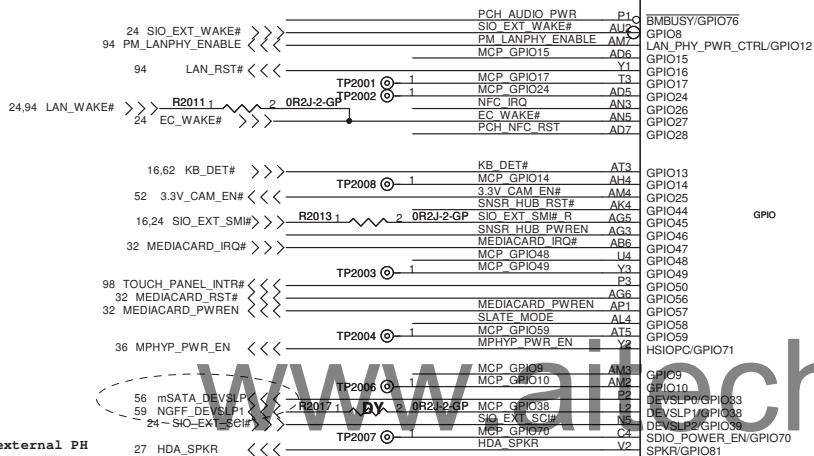 PCH_AUDIO_PWR P1 BMBUSY/GPIO76
24 SIO_EXT_WAKE# SIO_EXT_WAKE# AU2 GPIO8
94 PM_LANPHY_ENABLE PM_LANPHY_ENABLE AM7 LAN_PHY_PWR_CTRL/GPIO12
MCP_GPIO15 AD6 GPIO15
94 LAN_RST# Y1 GPIO16
TP2001 1 MCP_GPIO17 T3 GPIO17
TP2002 1 MCP_GPIO24 AD5 GPIO24
24,94 LAN_WAKE# R2011 1 2 0R2J-2-GP NFC_IRQ AN3 GPIO26
24 EC_WAKE# EC_WAKE# AN5 GPIO27
PCH_NFC_RST AD7 GPIO28
16,62 KB_DET# KB_DET# AT3 GPIO13
TP2008 1 MCP_GPIO14 AH4 GPIO14
52 3.3V_CAM_EN# 3.3V_CAM_EN# AM4 GPIO25
SNSR_HUB_RST# AK4 GPIO44
16,24 SIO_EXT_SMI# R2013 1 2 0R2J-2-GP SIO_EXT_SMI#_R AG5 GPIO45
GPIO
SNSR_HUB_PWREN AG3 GPIO46
32 MEDIACARD_IRQ# MEDIACARD_IRQ# AB6 GPIO47
MCP_GPIO48 U4 GPIO48
TP2003 1 MCP_GPIO49 Y3 GPIO49
98 TOUCH_PANEL_INTR# P3 GPIO50
32 MEDIACARD_RST# AG6 GPIO56
32 MEDIACARD_PWREN MEDIACARD_PWREN AP1 GPIO57
SLATE_MODE AL4 GPIO58
TP2004 1 MCP_GPIO59 AT5 GPIO59
36 MPHYP_PWR_EN MPHYP_PWR_EN Y2 HSIOPC/GPIO71
www.aitech
MCP_GPIO9 AM3 GPIO9
TP2006 1 MCP_GPIO10 AM2 GPIO10
56 mSATA_DEVSLP P2 DEVSLP0/GPIO33
59 NGFF_DEVSLP1 R2017 1 DY 2 0R2J-2-GP MCP_GPIO38 L2 DEVSLP1/GPIO38
24 SIO_EXT_SCI# SIO_EXT_SCI# N5 DEVSLP2/GPIO39
TP2007 1 MCP_GPIO70 C4 SDIO_POWER_EN/GPIO70
external PH
27 HDA_SPKR HDA_SPKR V2 SPKR/GPIO81